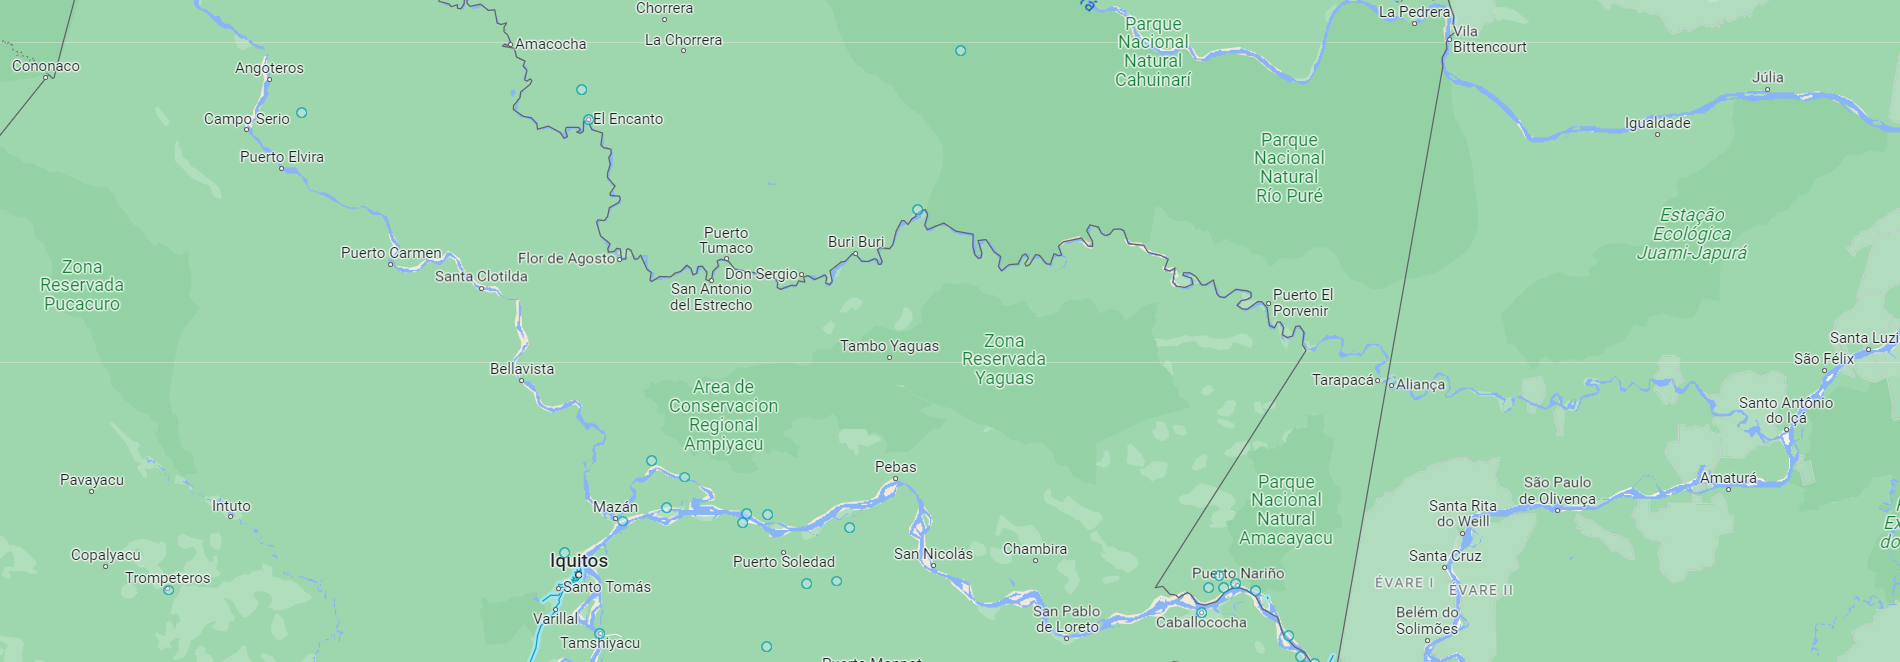 Chorrera
La Chorrera
Amacocha
Cononaco
Angoteros
Campo Serio
El Encanto
Puerto Elvira
Parque
Nacional
Natural
Cahuinarí
La Pedrera
Vila
Bittencourt
Júlia
Igualdade
Parque
Nacional
Natural
Río Puré
Estação
Ecológica
Juami-Japurá
Zona
Reservada
Pucacuro
Puerto Carmen
Santa Clotilda
Flor de Agosto
Puerto
Tumaco
Don Sergio
San Antonio
del Estrecho
Buri Buri
Puerto El
Porvenir
Tambo Yaguas
Zona
Reservada
Yaguas
Bellavista
Area de
Conservacion
Regional
Ampiyacu
Tarapacá
Aliança
Santa Luzi
São Félix
Santo Antônio
do Içá
Pavayacu
Intuto
Copalyacu
Trompeteros
Mazán
Iquitos
Santo Tomás
Varillal
Tamshiyacu
Pebas
Puerto Soledad
San Nicolás
Chambira
San Pablo
de Loreto
Parque
Nacional
Natural
Amacayacu
Puerto Nariño
Caballococha
São Paulo
de Olivença
Amaturá
Santa Rita
do Weill
Santa Cruz
ÉVARE I
ÉVARE II
Belém do
Solimões
Ex
do